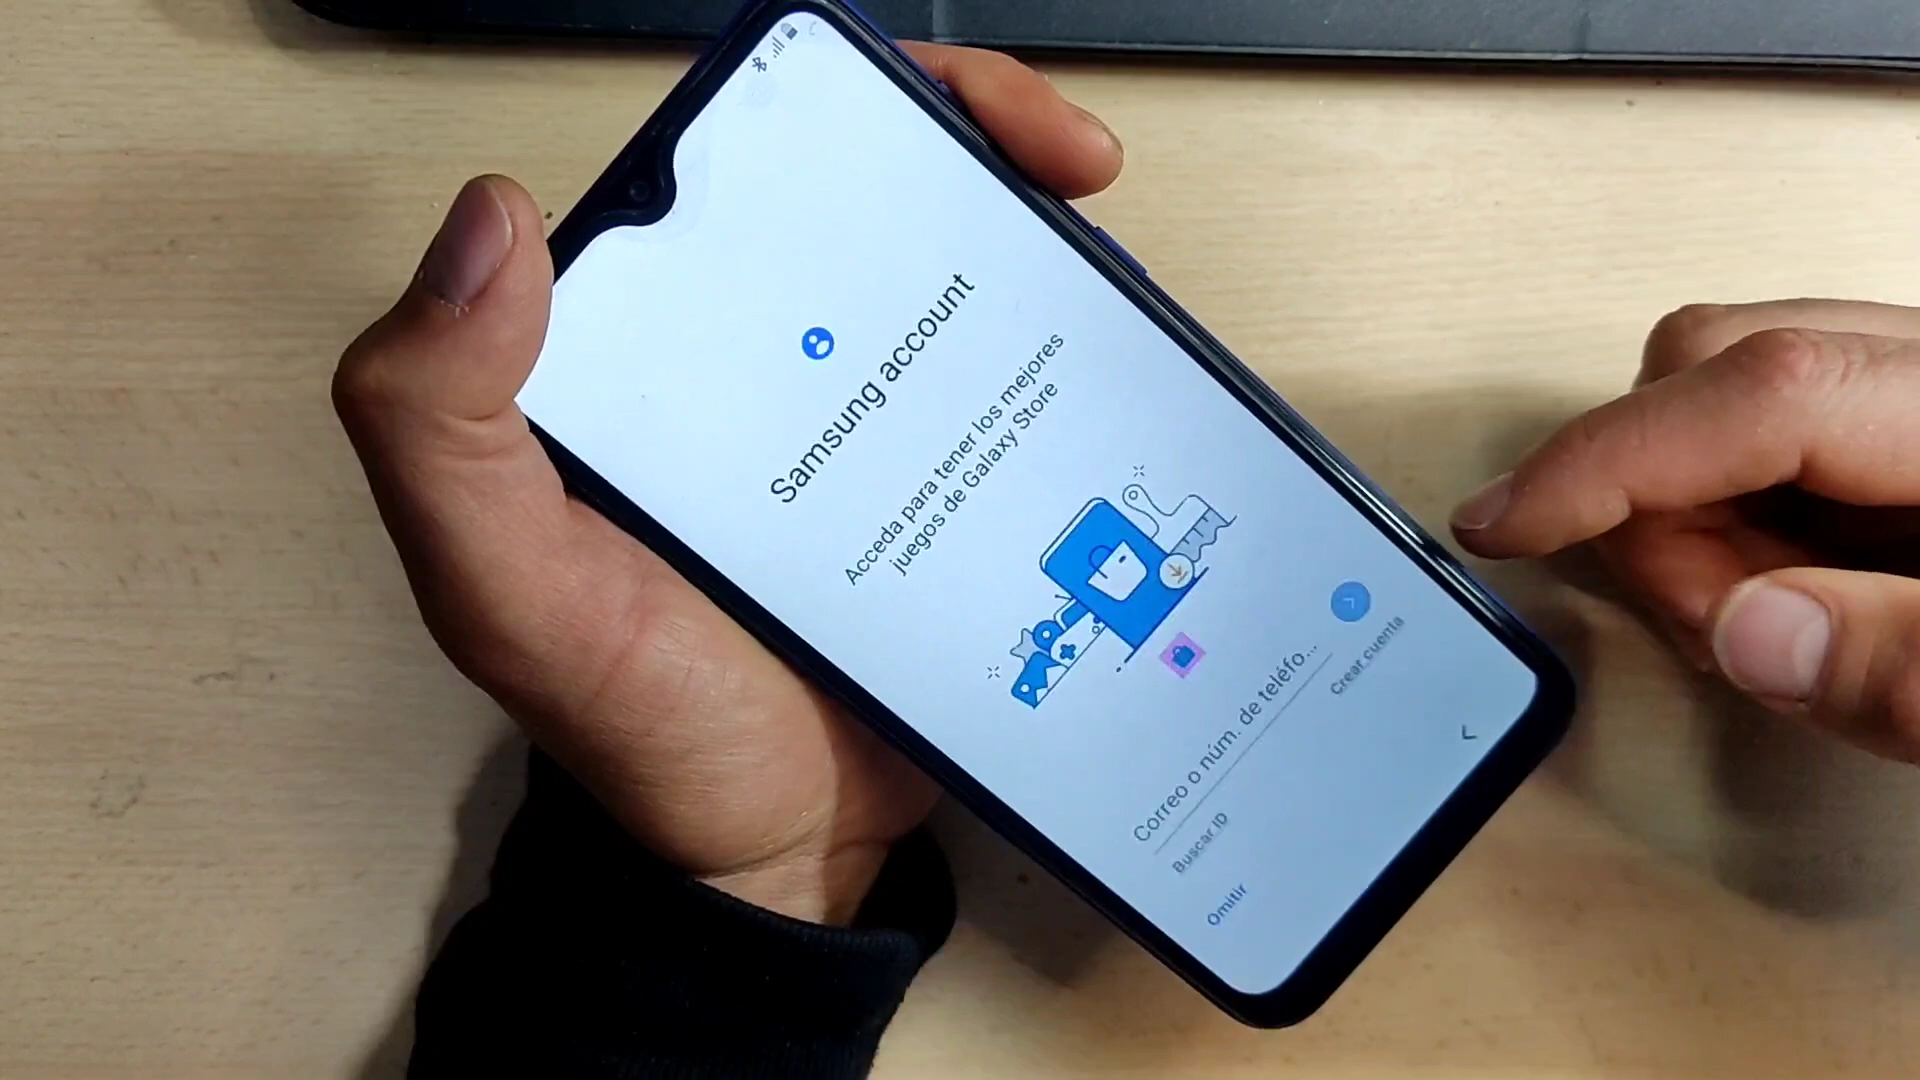 Samsung account
Acceda para tener los mejores
juegos de Galaxy Store
Correo o núm. de teléfo...
Buscar ID
Crear cuenta
Omitir